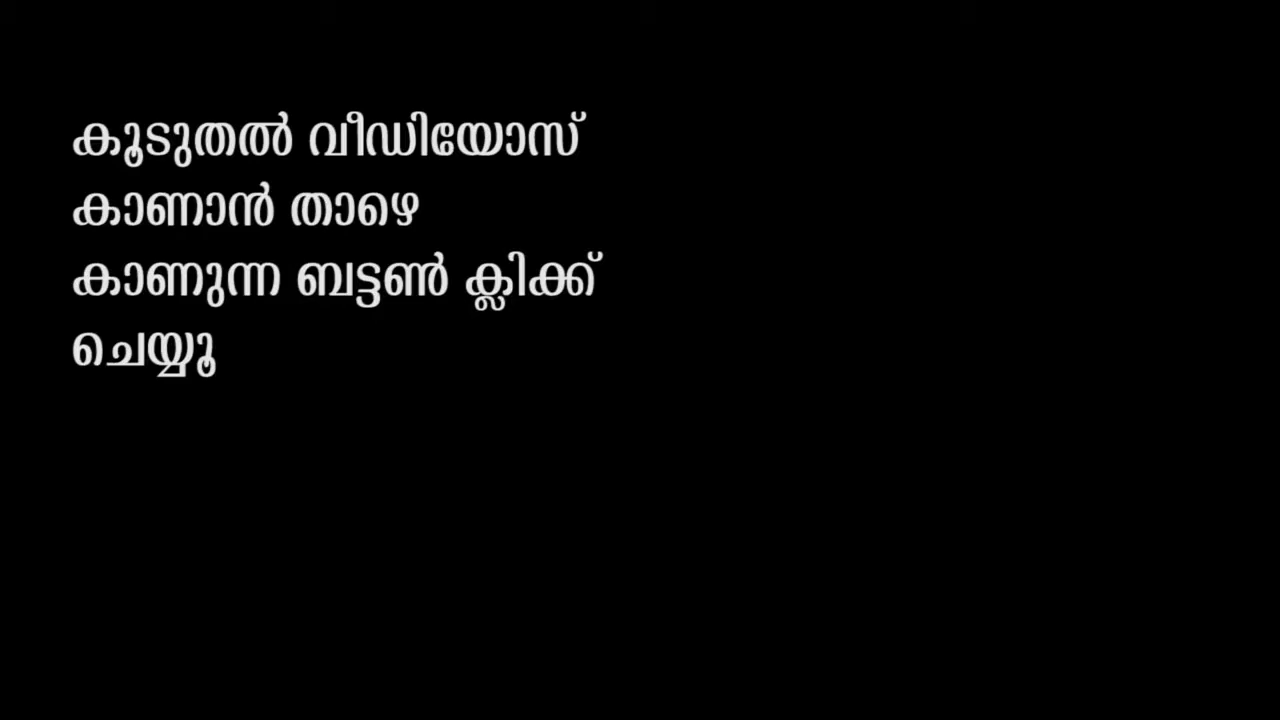 കൂടുതൽ വീഡിയോസ്
കാണാൻ താഴെ
കാണുന്ന ബട്ടൺ ക്ലിക്ക്
ചെയ്യൂ